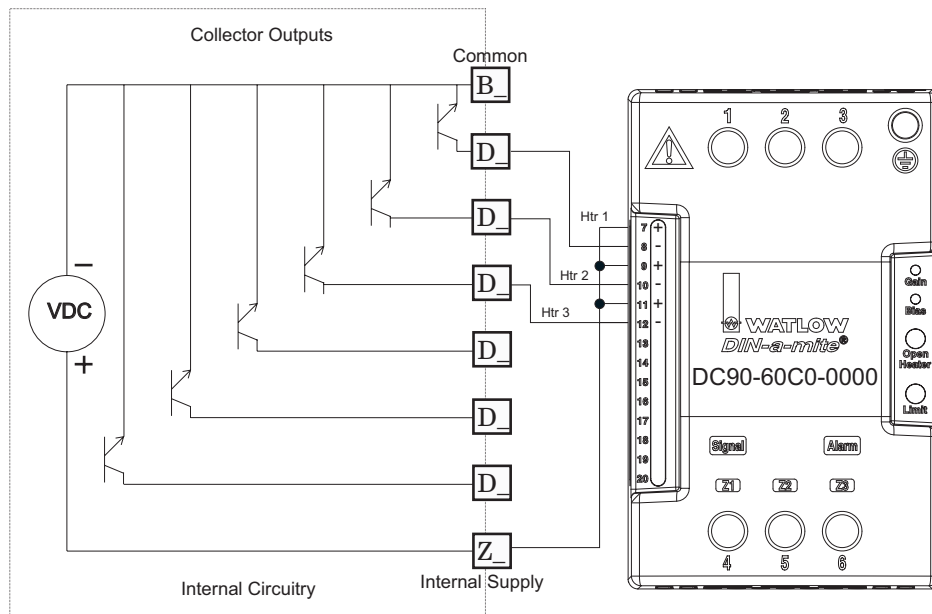 Collector Outputs
Common
B_
D_
D_
D_
D_
D_
D_
Z_
Internal Supply
Internal Circuitry
−
VDC
+
Htr 1
Htr 2
Htr 3
1 2 3
7 +
8 -
9 +
10 -
11 +
12 -
13
14
15
16
17
18
19
20
WATLOW
DIN-a-mite®
DC90-60C0-0000
Gain
Bias
Open
Heater
Limit
Signal Alarm
Z1 Z2 Z3
4 5 6